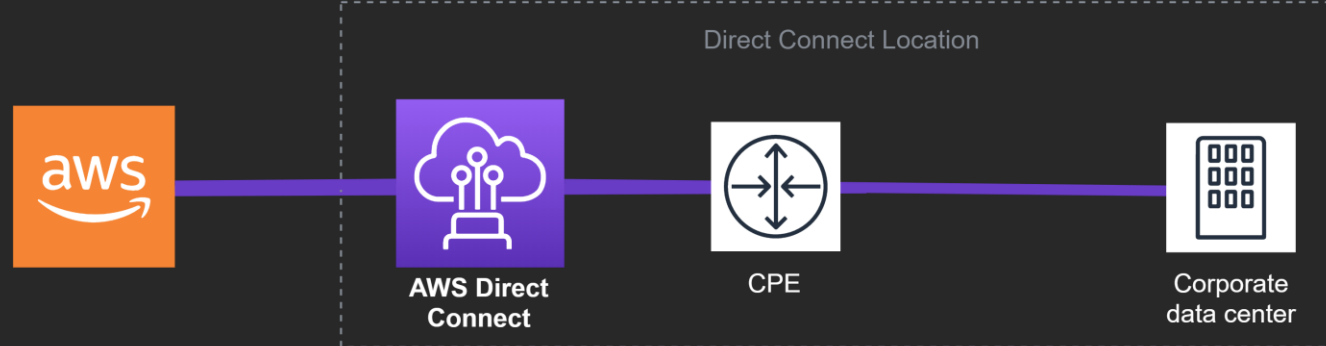 Direct Connect Location
aws
AWS Direct
Connect
CPE
Corporate
data center